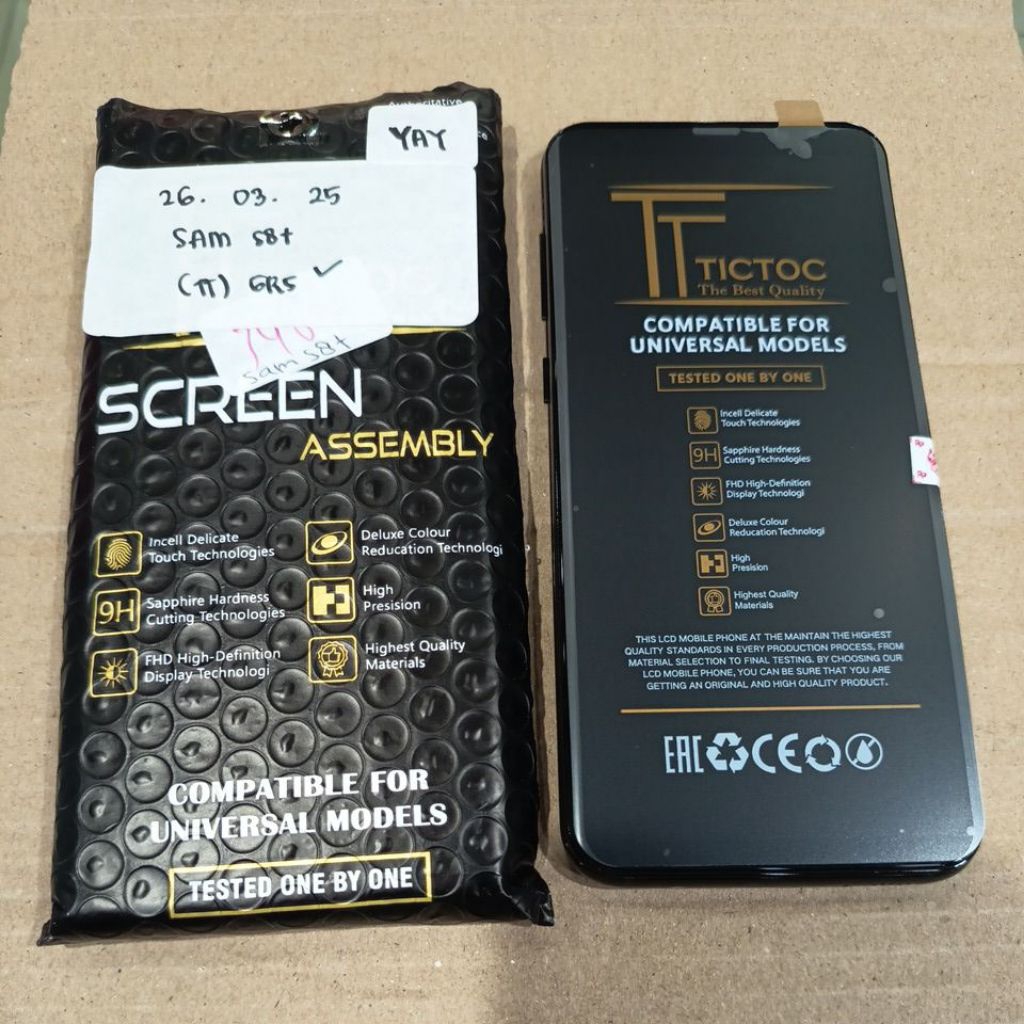 YAY
26. 03. 25
SAM S8+
(TT) GRS ✓
Sam S8+
SCREEN
ASSEMBLY
Incell Delicate
Touch Technologies
9H
Sapphire Hardness
Cutting Technologies
FHD High-Definition
Display Technologi
Deluxe Colour
Reducation Technologi
High
Presision
Highest Quality
Materials
COMPATIBLE FOR
UNIVERSAL MODELS
TESTED ONE BY ONE
TT TICTOC
The Best Quality
COMPATIBLE FOR
UNIVERSAL MODELS
TESTED ONE BY ONE
Incell Delicate
Touch Technologies
9H
Sapphire Hardness
Cutting Technologies
FHD High-Definition
Display Technologi
Deluxe Colour
Reducation Technologi
High
Presision
Highest Quality
Materials
THIS LCD MOBILE PHONE AT THE MAINTAIN THE HIGHEST
QUALITY STANDARDS IN EVERY PRODUCTION PROCESS, FROM
MATERIAL SELECTION TO FINAL TESTING. BY CHOOSING OUR
LCD MOBILE PHONE, YOU CAN BE SURE THAT YOU ARE
GETTING AN ORIGINAL AND HIGH QUALITY PRODUCT.
EAC CE